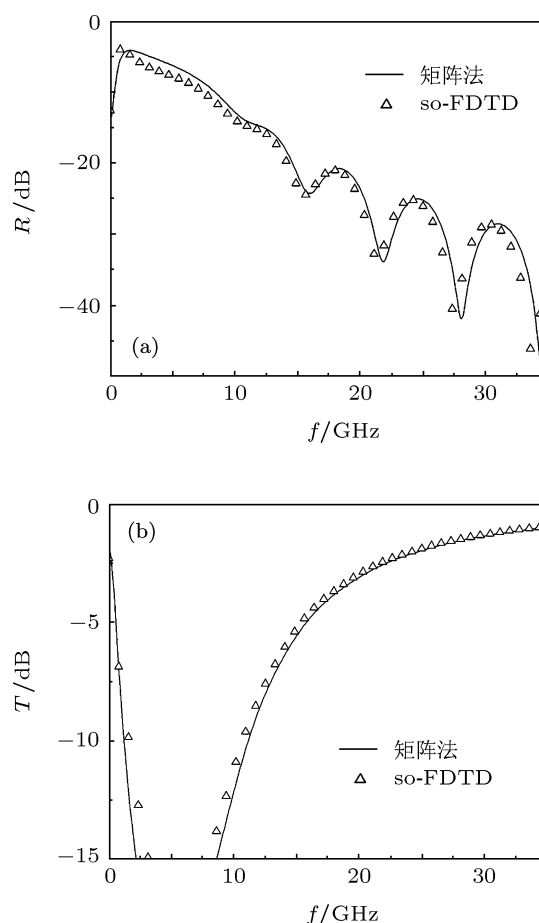 0
−20
−40
R/dB
矩阵法
so-FDTD
(a)
0 10 20 30
f/GHz
0
−5
−10
−15
T/dB
(b)
矩阵法
so-FDTD
0 10 20 30
f/GHz